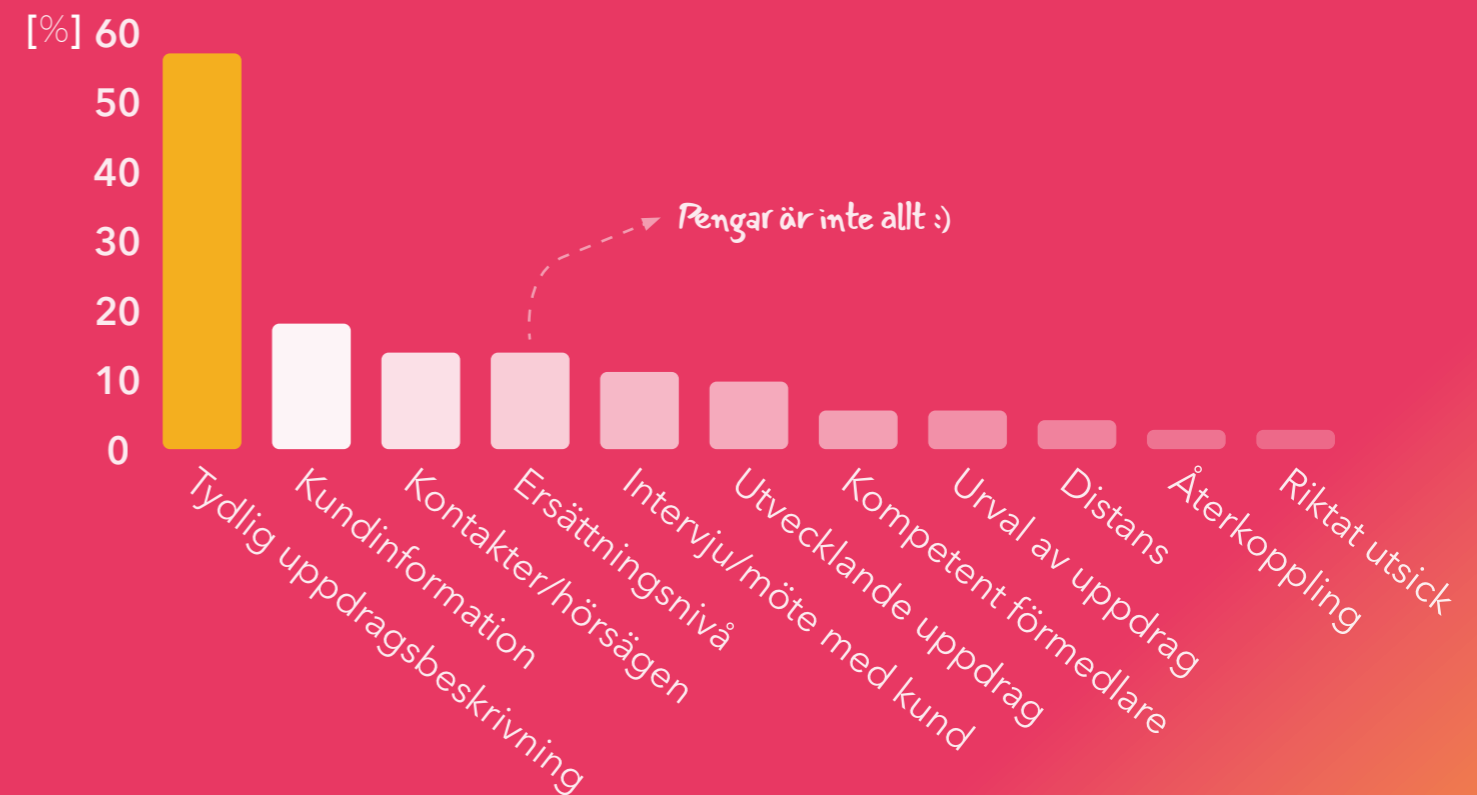 [%] 60
50
40
30
20
10
0
Pengar är inte allt :)
Tydlig uppdragsbeskrivning
Kundinformation
Kontakter/hörsägen
Ersättningsnivå
Intervju/möte med kund
Utvecklande uppdrag
Kompetent förmedlare
Urval av uppdrag
Distans
Återkoppling
Riktat utsick